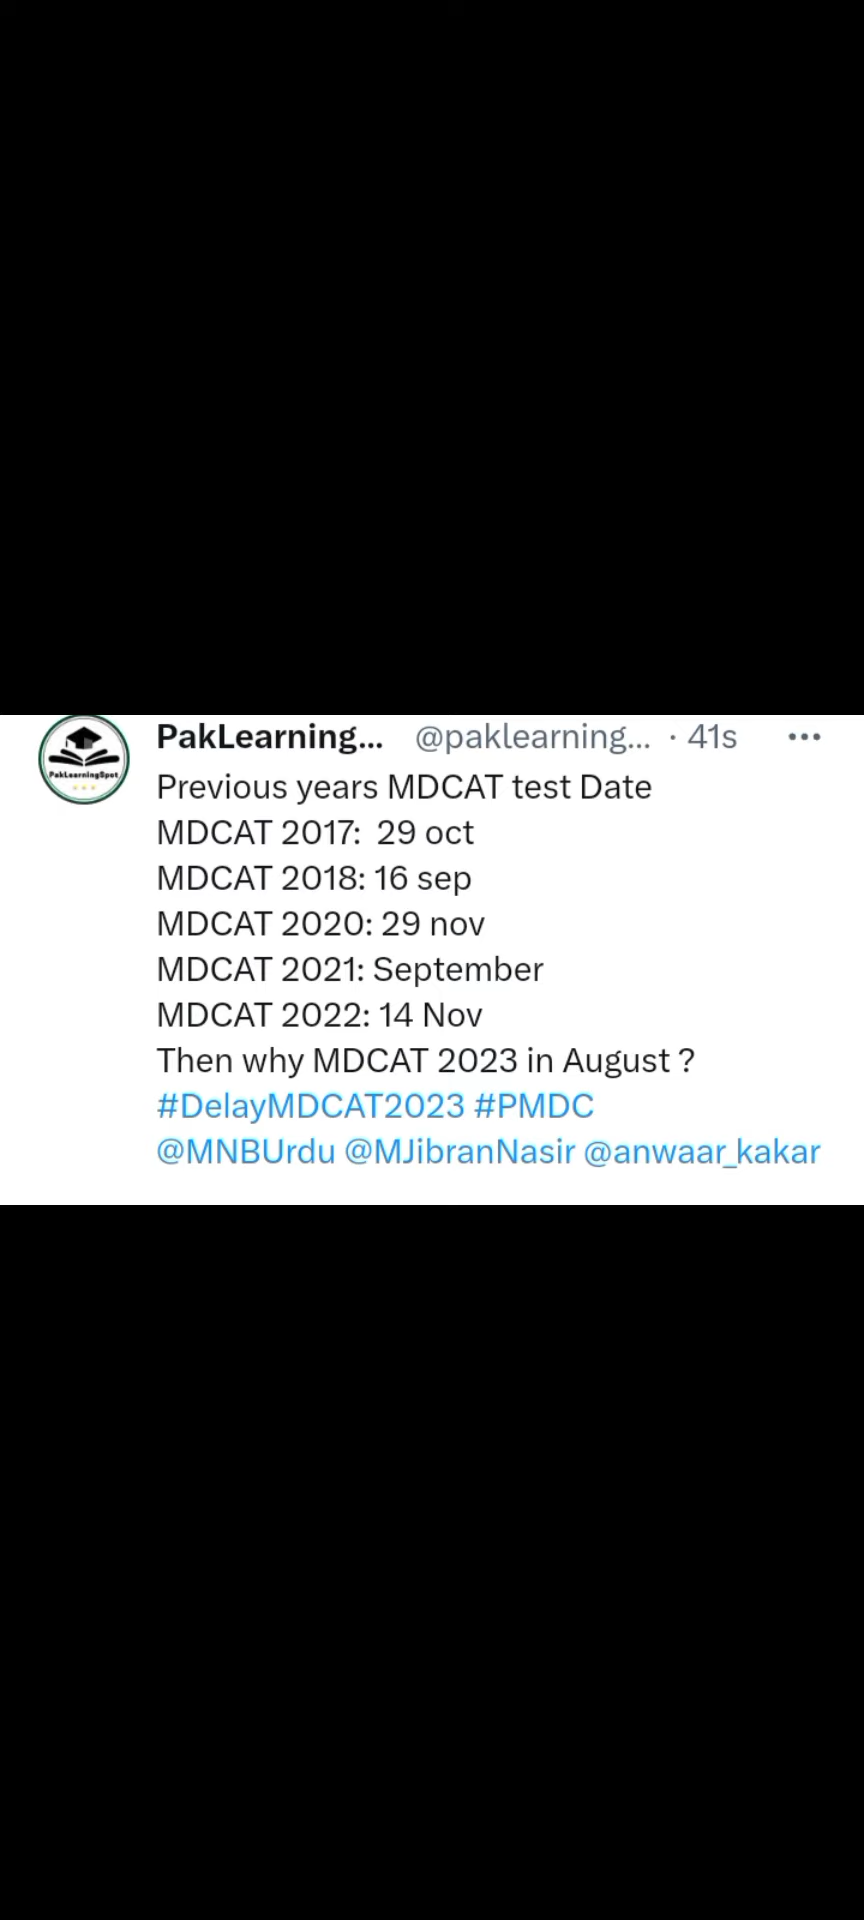 PakLearning... @paklearning... · 41s
PakLearningSpot
Previous years MDCAT test Date
MDCAT 2017:  29 oct
MDCAT 2018: 16 sep
MDCAT 2020: 29 nov
MDCAT 2021: September
MDCAT 2022: 14 Nov
Then why MDCAT 2023 in August ?
#DelayMDCAT2023 #PMDC
@MNBUrdu @MJibranNasir @anwaar_kakar